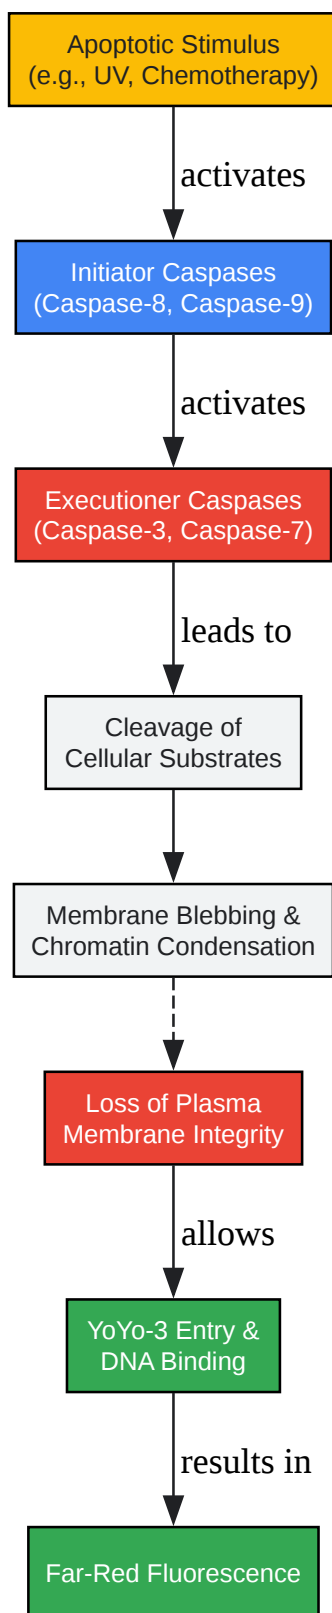 Apoptotic Stimulus
(e.g., UV, Chemotherapy)
activates
Initiator Caspases
(Caspase-8, Caspase-9)
activates
Executioner Caspases
(Caspase-3, Caspase-7)
leads to
Cleavage of
Cellular Substrates
Membrane Blebbing &
Chromatin Condensation
Loss of Plasma
Membrane Integrity
allows
YoYo-3 Entry &
DNA Binding
results in
Far-Red Fluorescence